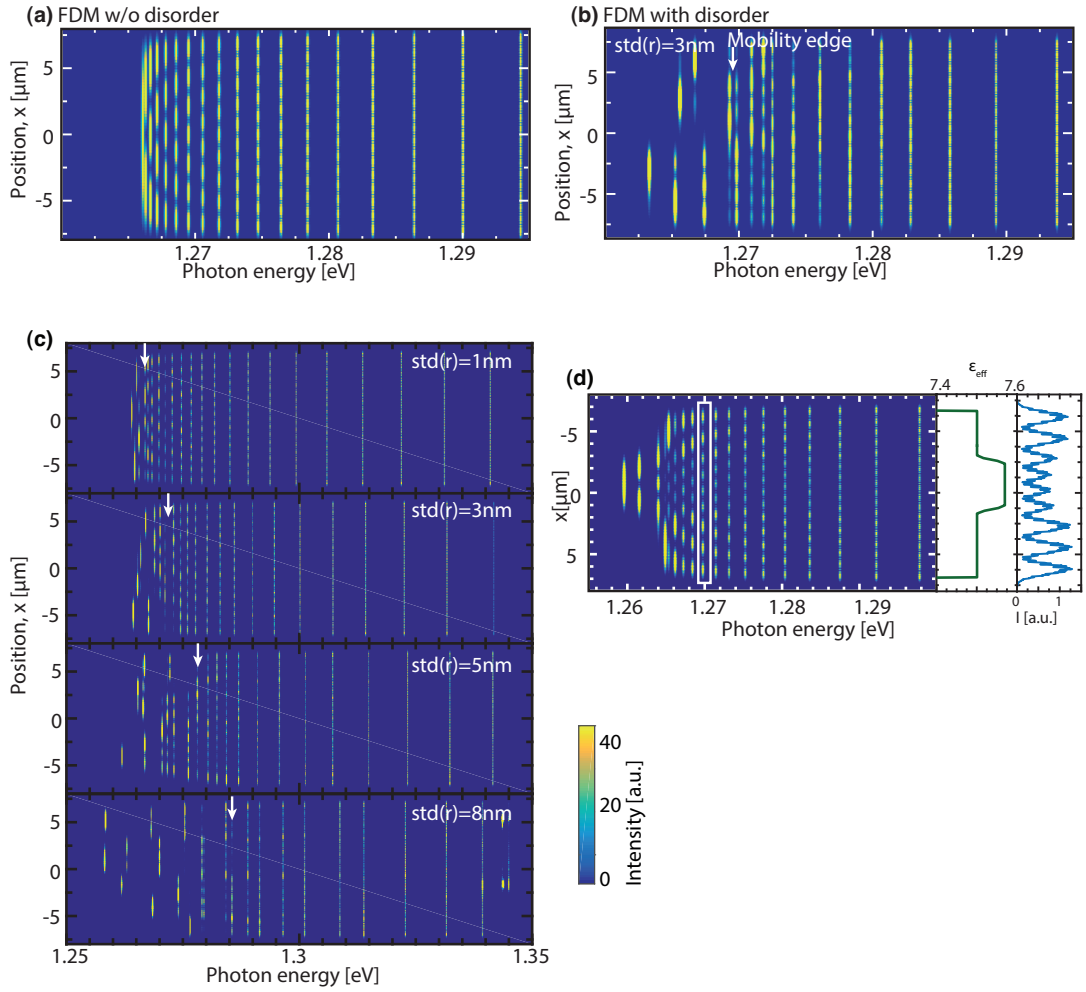 (a) FDM w/o disorder
Position, x [µm]
5
0
-5
1.27
1.28
1.29
Photon energy [eV]
(b) FDM with disorder
std(r)=3nm
Mobility edge
Position, x [µm]
5
0
-5
1.27
1.28
1.29
Photon energy [eV]
(c)
std(r)=1nm
5
0
-5
std(r)=3nm
5
0
-5
std(r)=5nm
5
0
-5
std(r)=8nm
5
0
-5
Position, x [µm]
1.25
1.3
1.35
Photon energy [eV]
40
20
0
Intensity [a.u.]
(d)
x[µm]
-5
0
5
1.26
1.27
1.28
1.29
Photon energy [eV]
εeff
7.4
7.6
0
1
I [a.u.]